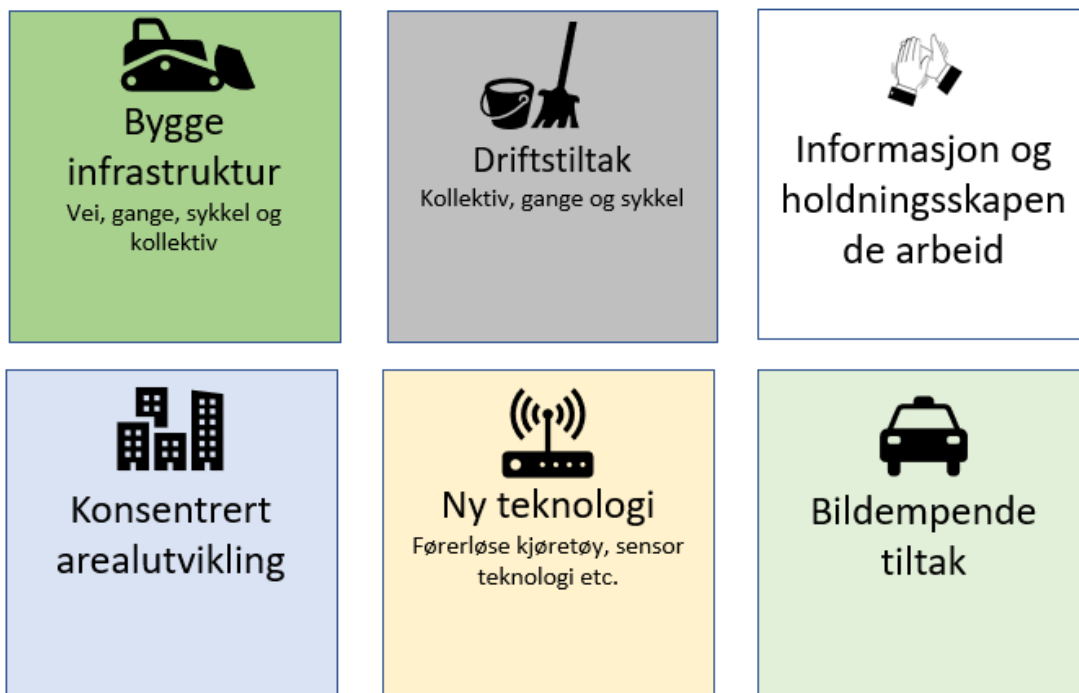 Bygge
infrastruktur
Vei, gange, sykkel og
kollektiv
Driftstiltak
Kollektiv, gange og sykkel
Informasjon og
holdningsskapen
de arbeid
Konsentrert
arealutvikling
Ny teknologi
Førerløse kjøretøy, sensor
teknologi etc.
Bildempende
tiltak